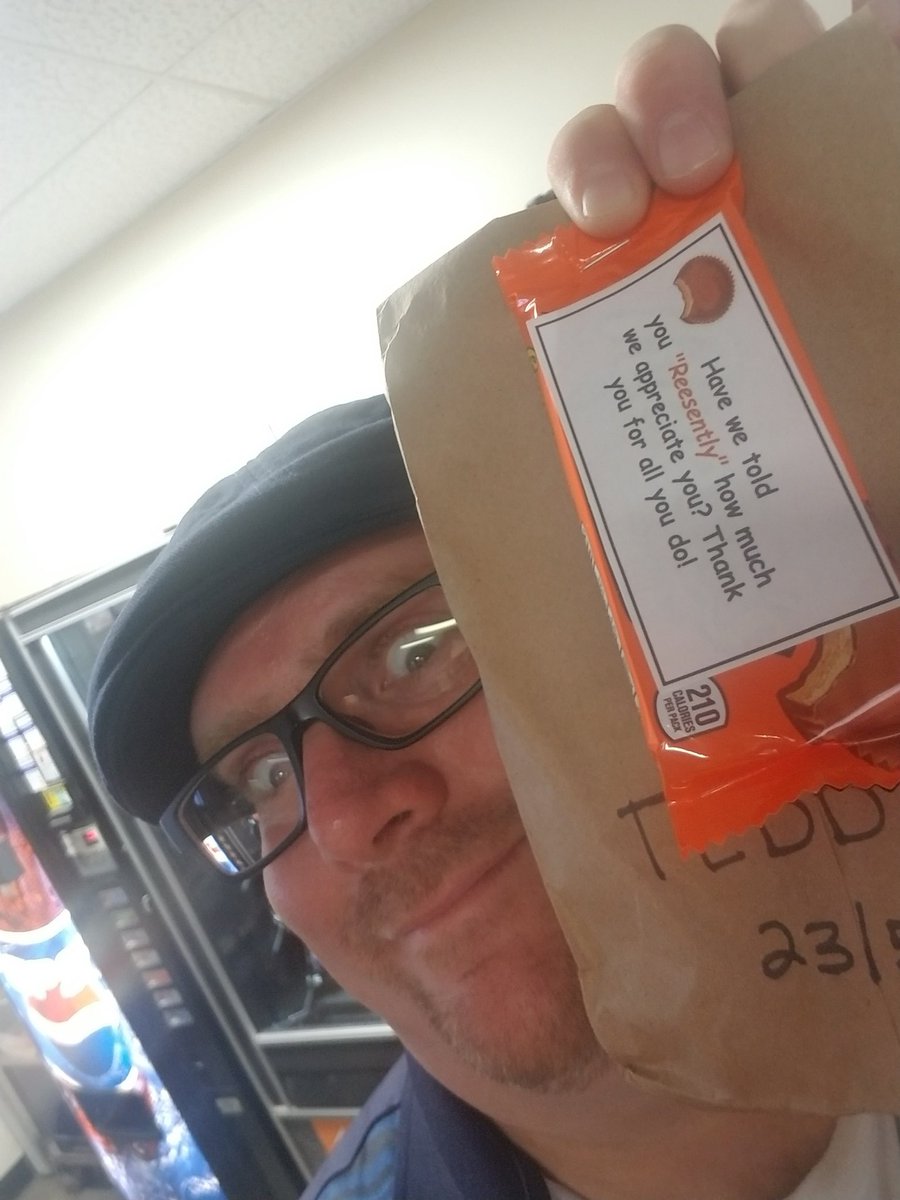 Have we told
you "Reesently" how much
we appreciate you? Thank
you for all you do!
210
CALORIES
PER PACK
TEDD
23/5